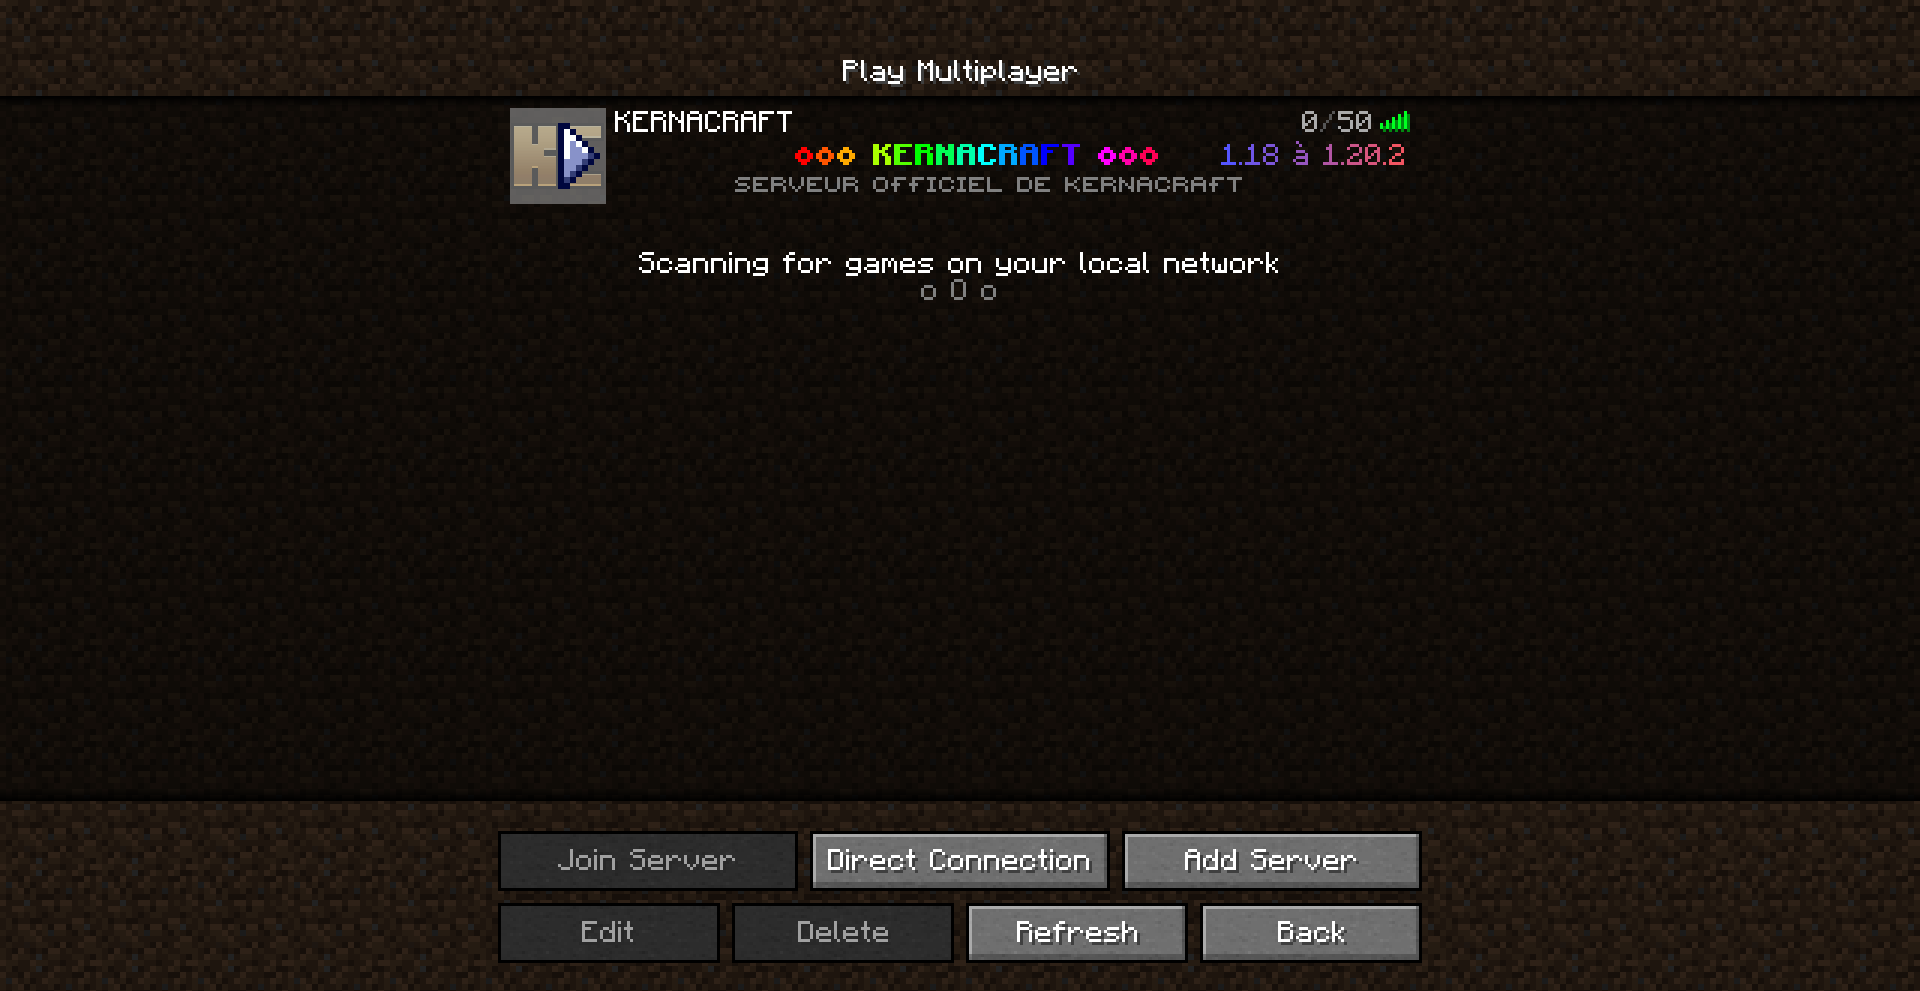 Play Multiplayer
KERNACRAFT 0/50
KERNACRAFT 1.18 à 1.20.2
SERVEUR OFFICIEL DE KERNACRAFT
Scanning for games on your local network
o O o
Join Server Direct Connection Add Server
Edit Delete Refresh Back